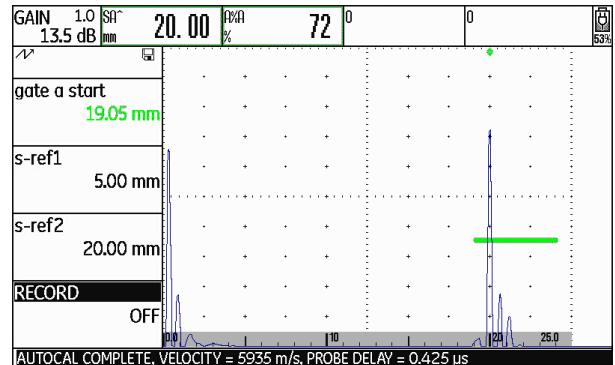 GAIN 1.0 SA^ A%A 0 0
13.5 dB mm 20.00 % 72 53%
gate a start
19.05 mm
s-ref1
5.00 mm
s-ref2
20.00 mm
RECORD
OFF
0.0 10 20 25.0
AUTOCAL COMPLETE, VELOCITY = 5935 m/s, PROBE DELAY = 0.425 µs